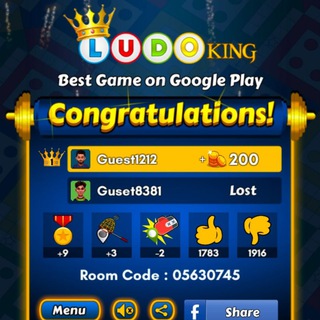 LUDO KING
Best Game on Google Play
Congratulations!
1 Guest1212 + 200
Guset8381 Lost
+9 +3 -2 1783 1916
Room Code : 05630745
Menu f Share